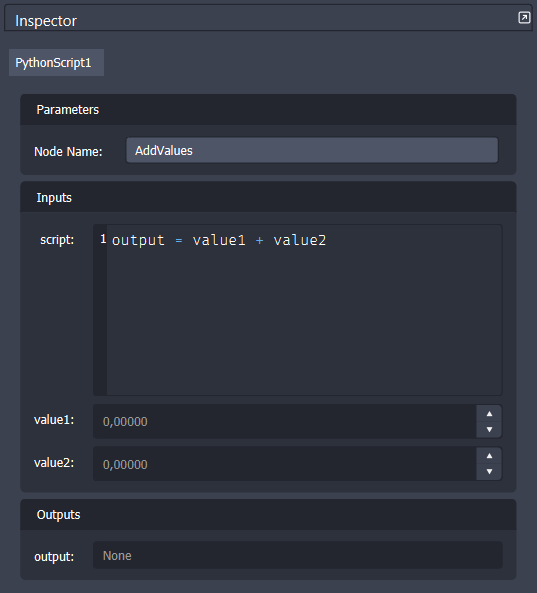 Inspector
PythonScript1
Parameters
Node Name: AddValues
Inputs
script: 1 output = value1 + value2
value1: 0,00000
value2: 0,00000
Outputs
output: None